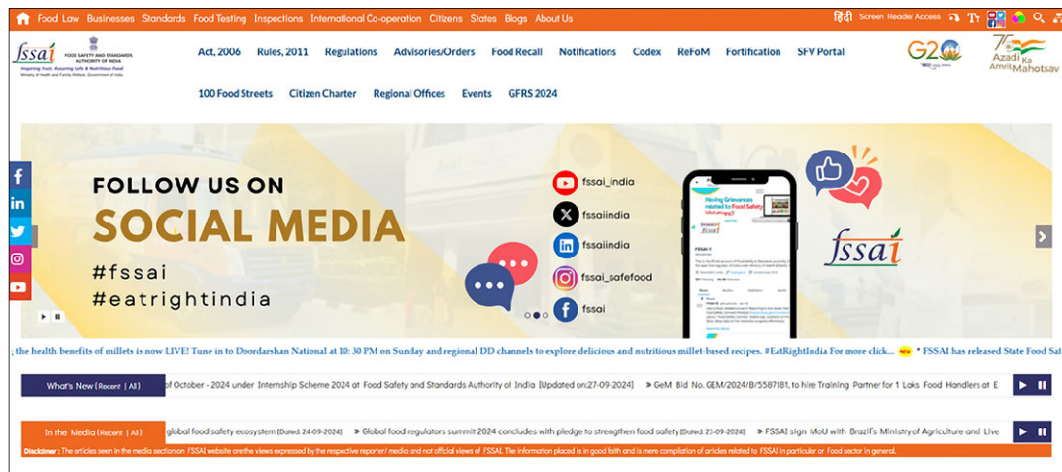 Food Law Businesses Standards Food Testing Inspections International Co-operation Citizens States Blogs About Us हिंदी Screen Reader Access
fssai FOOD SAFETY AND STANDARDS
AUTHORITY OF INDIA
Inspiring Trust, Assuring Safe & Nutritious Food
Ministry of Health and Family Welfare, Government of India
Act, 2006 Rules, 2011 Regulations Advisories/Orders Food Recall Notifications Codex ReFoM Fortification SFV Portal
G20
Azadi Ka
Amrit Mahotsav
100 Food Streets Citizen Charter Regional Offices Events GFRS 2024
FOLLOW US ON
SOCIAL MEDIA
#fssai
#eatrightindia
fssai_india
fssaiindia
fssaiindia
fssai_safefood
fssai
Having Grievances
related to Food Safety
fssai
; the health benefits of millets is now LIVE! Tune in to Doordarshan National at 10: 30 PM on Sunday and regional DD channels to explore delicious and nutritious millet-based recipes. #EatRightIndia For more click... * FSSAI has released State Food Saf
What's New (Recent | All) of October - 2024 under Internship Scheme 2024 at Food Safety and Standards Authority of India [Updated on:27-09-2024] » GeM Bid No. GEM/2024/B/5587181, to hire Training Partner for 1 Laks Food Handlers at E
In the Media (Recent | All) global food safety ecosystem [Dated: 24-09-2024] » Global food regulators summit 2024 concludes with pledge to strengthen food safety [Dated: 23-09-2024] » FSSAI sign MoU with Brazil's Ministry of Agriculture and Live
Disclaimer : The articles seen in the media section on FSSAI website are the views expressed by the respective reporter/ media and not official views of FSSAI. The information placed is in good faith and is mere compilation of articles related to FSSAI in particular or Food sector in general.